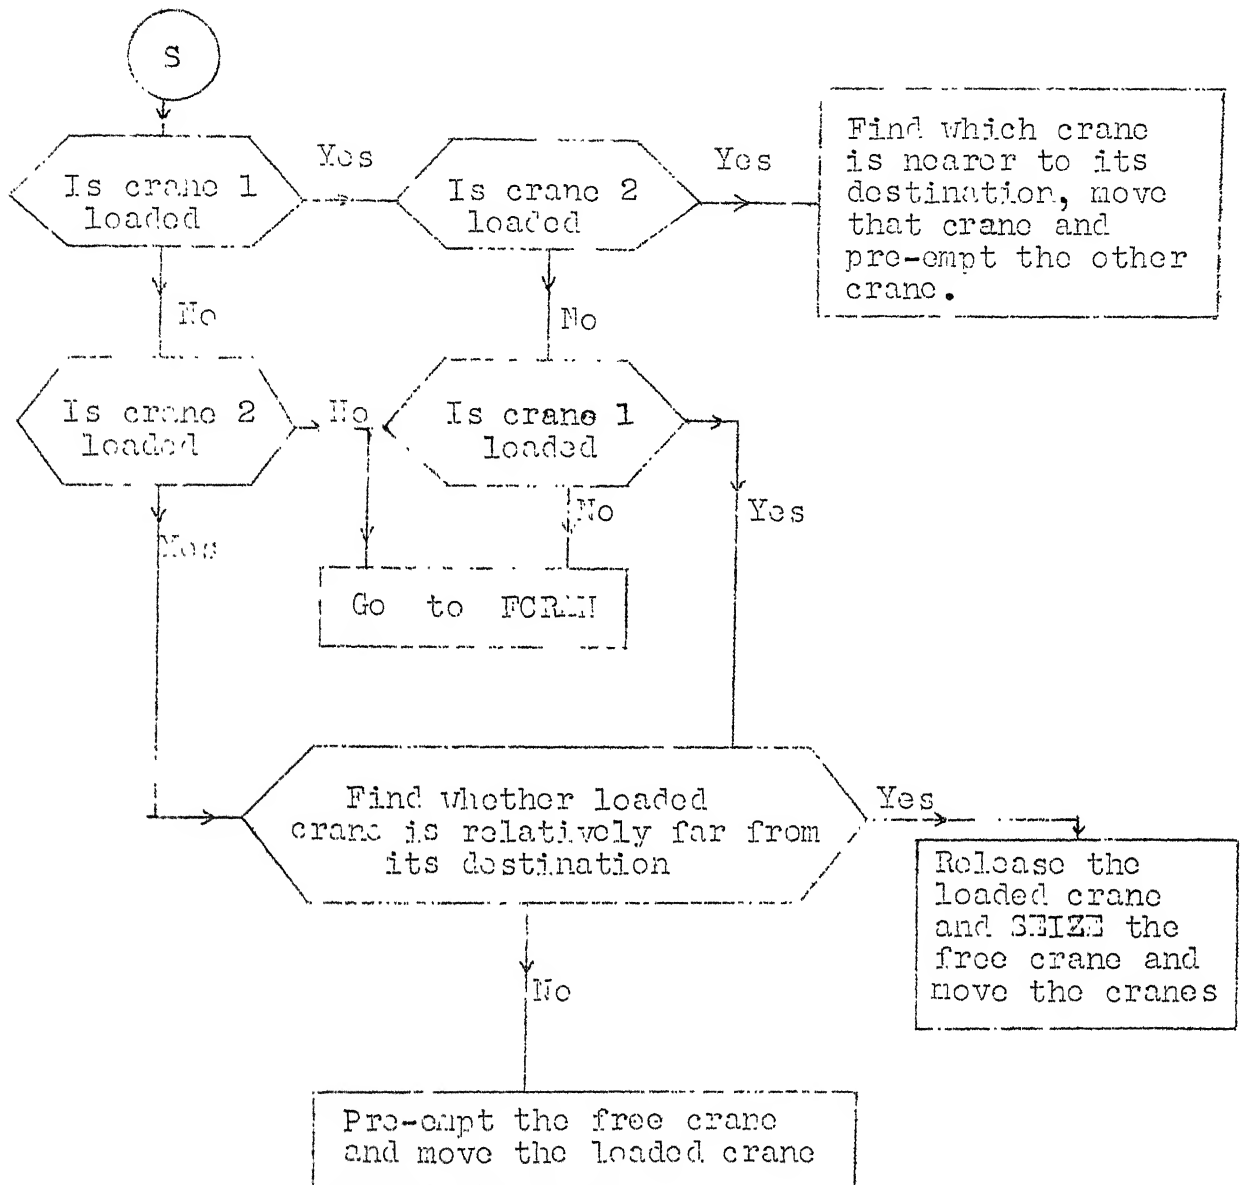 S
Is crane 1
loaded
Yes
Is crane 2
loaded
Yes
Find which crane
is nearer to its
destination, move
that crane and
pre-empt the other
crane.
No
No
Is crane 2
loaded
No
Is crane 1
loaded
Yes
No
Yes
Go to FCRAN
Find whether loaded
crane is relatively far from
its destination
Yes
Release the
loaded crane
and SEIZE the
free crane and
move the cranes
No
Pre-empt the free crane
and move the loaded crane